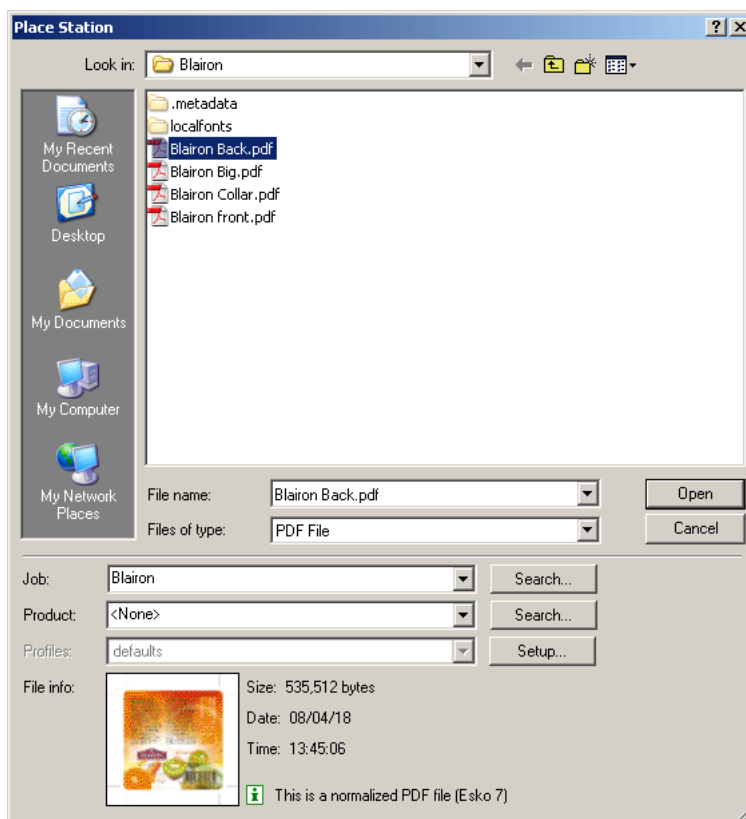 Place Station
Look in: Blairon
.metadata
localfonts
Blairon Back.pdf
Blairon Big.pdf
Blairon Collar.pdf
Blairon front.pdf
My Recent
Documents
Desktop
My Documents
My Computer
My Network
Places
File name: Blairon Back.pdf Open
Files of type: PDF File Cancel
Job: Blairon Search...
Product: <None> Search...
Profiles: defaults Setup...
File info: Size: 535,512 bytes
Date: 08/04/18
Time: 13:45:06
This is a normalized PDF file (Esko 7)